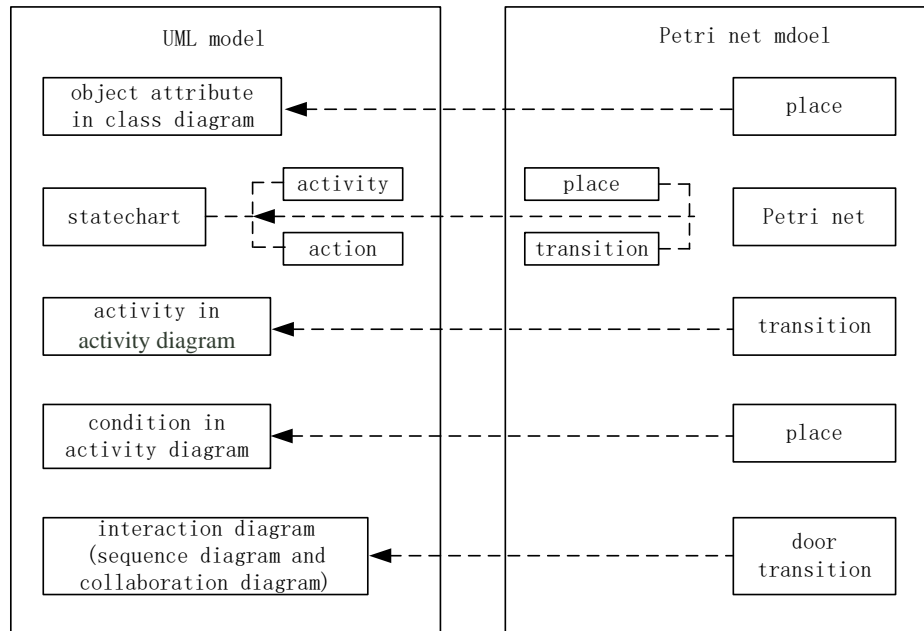 UML model
Petri net mdoel
object attribute
in class diagram
place
statechart
activity
action
place
transition
Petri net
activity in
activity diagram
transition
condition in
activity diagram
place
interaction diagram
(sequence diagram and
collaboration diagram)
door
transition